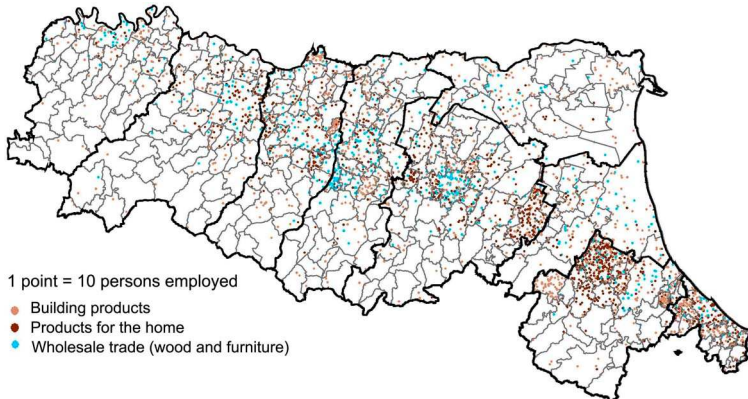 1 point = 10 persons employed
Building products
Products for the home
Wholesale trade (wood and furniture)